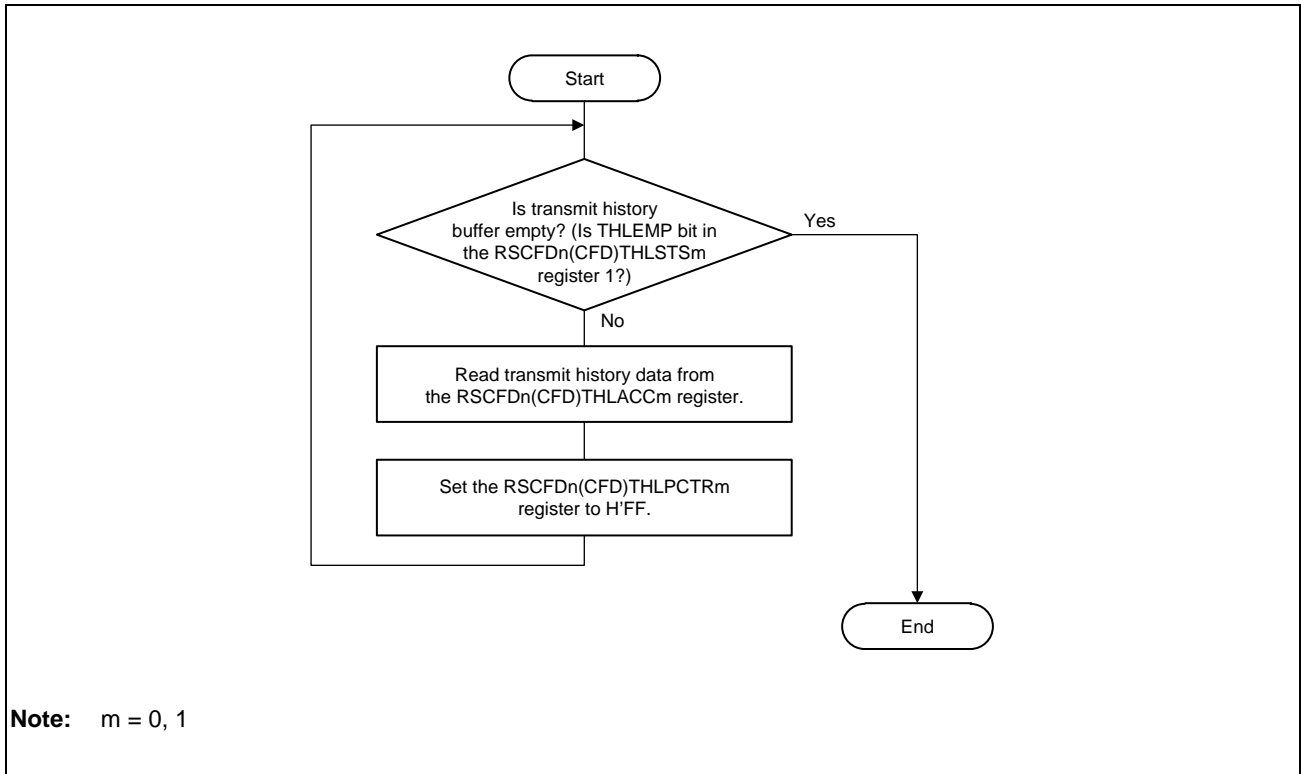 Start
Is transmit history
buffer empty? (Is THLEMP bit in
the RSCFDn(CFD)THLSTSm
register 1?)
Yes
No
Read transmit history data from
the RSCFDn(CFD)THLACCm register.
Set the RSCFDn(CFD)THLPCTRm
register to H'FF.
End
Note: m = 0, 1